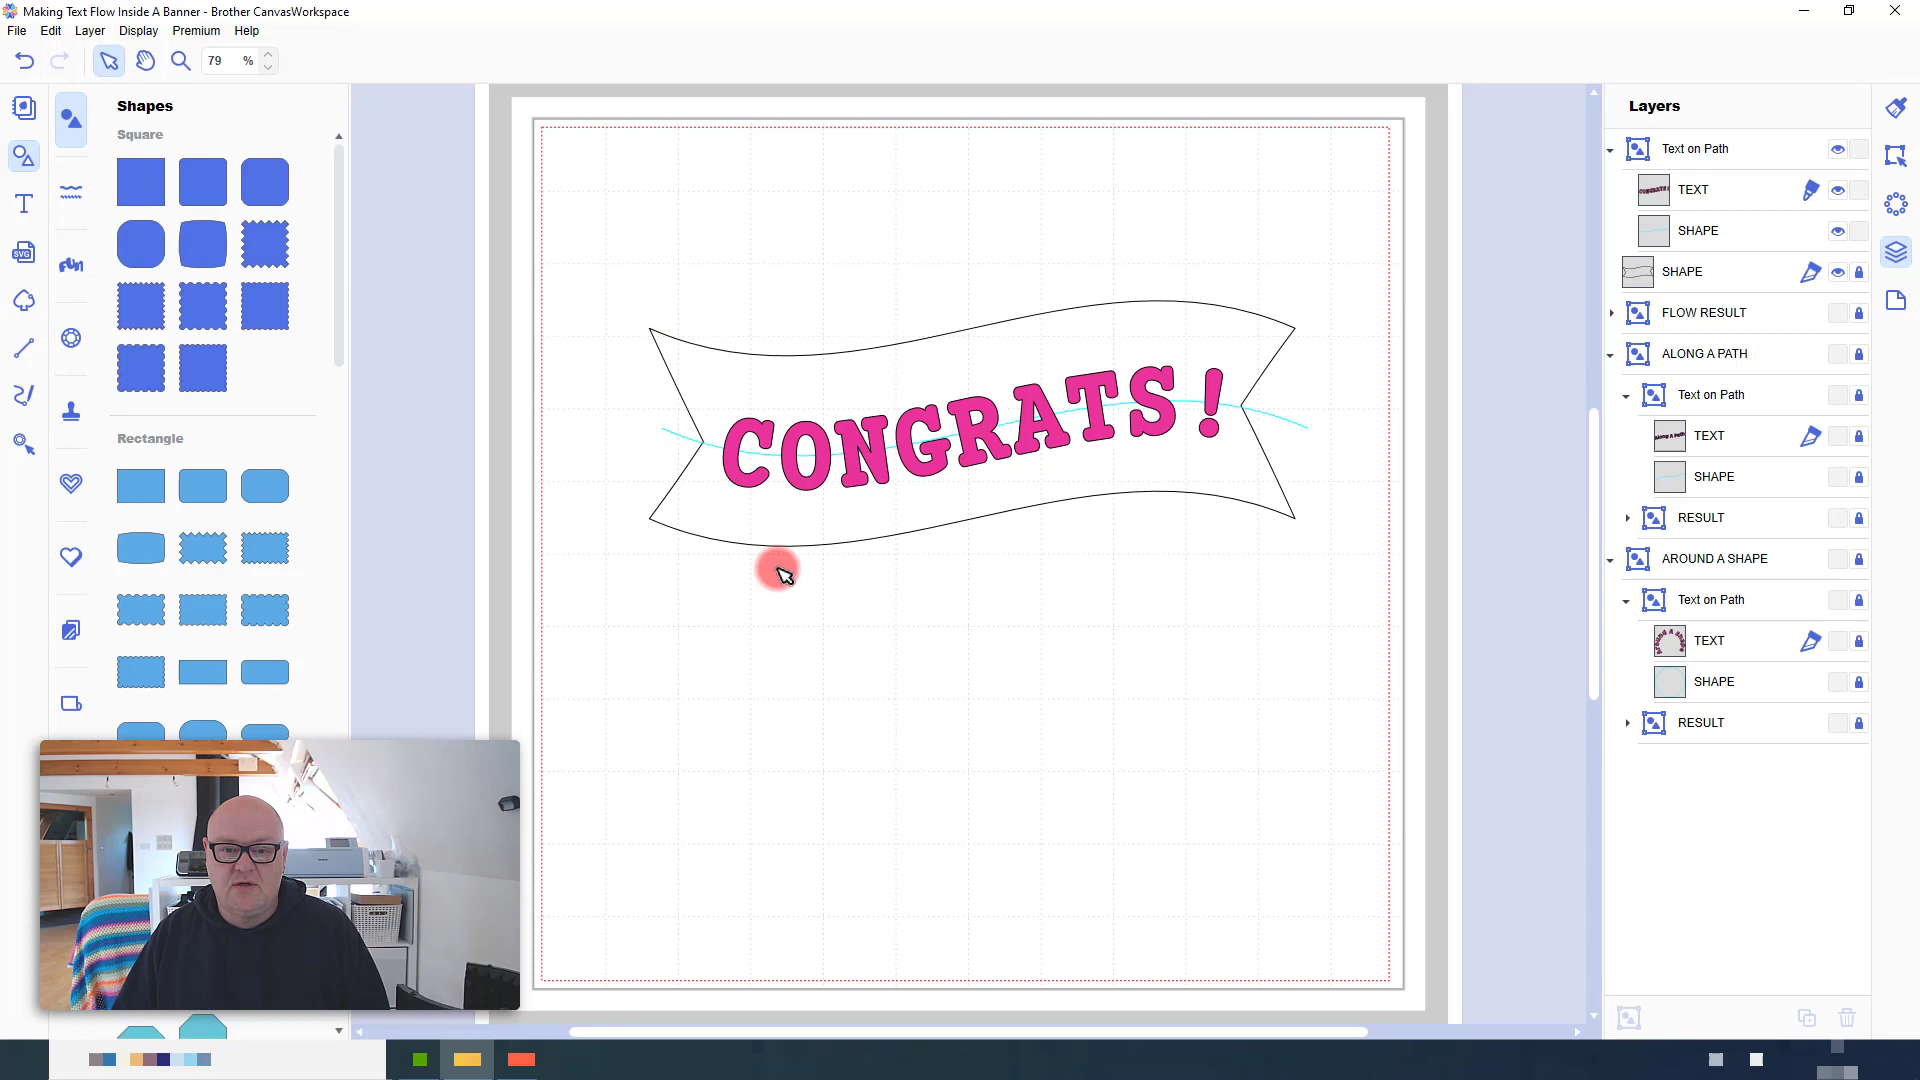 Making Text Flow Inside A Banner - Brother CanvasWorkspace
File Edit Layer Display Premium Help
79 %
Shapes
Square
Rectangle
SVG
FUN
CONGRATS!
Layers
Text on Path
TEXT
SHAPE
SHAPE
FLOW RESULT
ALONG A PATH
Text on Path
TEXT
SHAPE
RESULT
AROUND A SHAPE
Text on Path
TEXT
SHAPE
RESULT